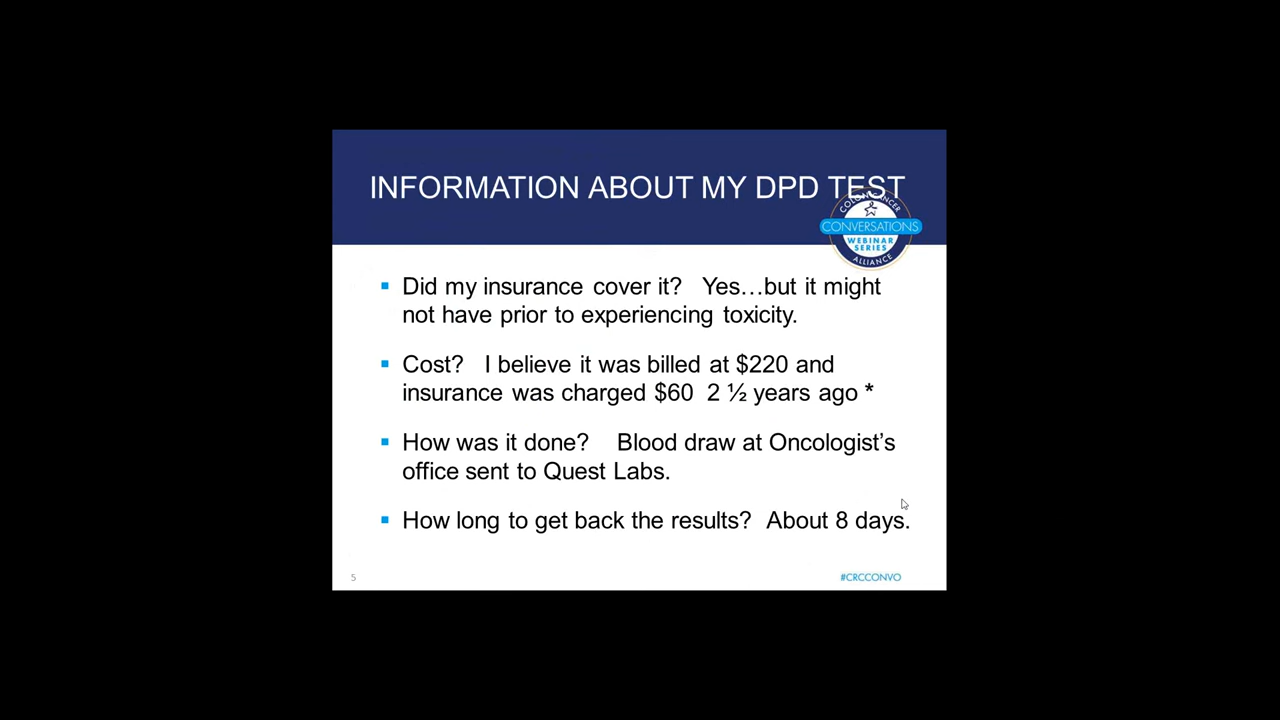 INFORMATION ABOUT MY DPD TEST
COLON CANCER
CONVERSATIONS
WEBINAR
SERIES
ALLIANCE
▪ Did my insurance cover it? Yes…but it might
not have prior to experiencing toxicity.
▪ Cost? I believe it was billed at $220 and
insurance was charged $60 2 ½ years ago *
▪ How was it done? Blood draw at Oncologist’s
office sent to Quest Labs.
▪ How long to get back the results? About 8 days.
5
#CRCCONVO